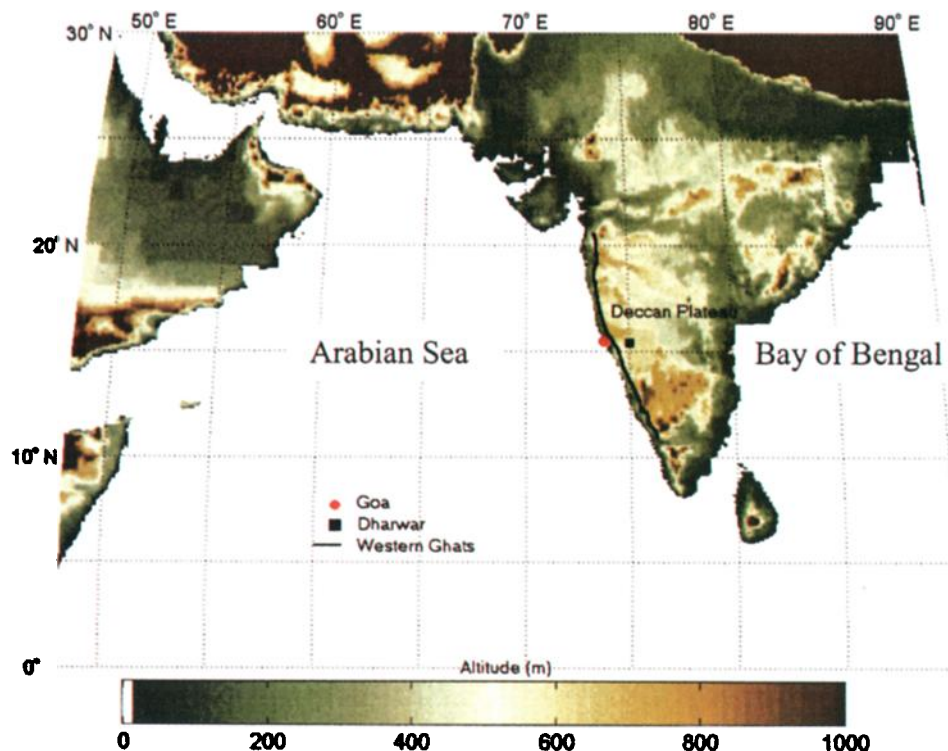 50° E 60° E 70° E 80° E 90° E
30° N
20° N
Deccan Plateau
Arabian Sea
Bay of Bengal
10° N
Goa
Dharwar
Western Ghats
0°
Altitude (m)
0 200 400 600 800 1000